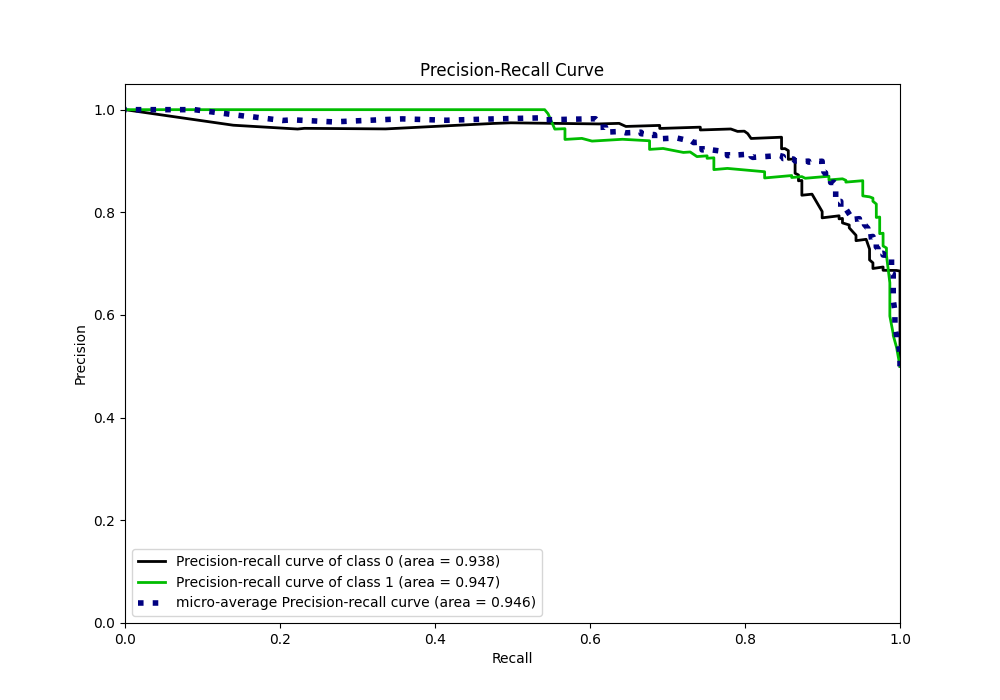 Precision-Recall Curve
1.0
0.8
0.6
0.4
0.2
0.0
Precision
Precision-recall curve of class 0 (area = 0.938)
Precision-recall curve of class 1 (area = 0.947)
micro-average Precision-recall curve (area = 0.946)
0.0 0.2 0.4 0.6 0.8 1.0
Recall